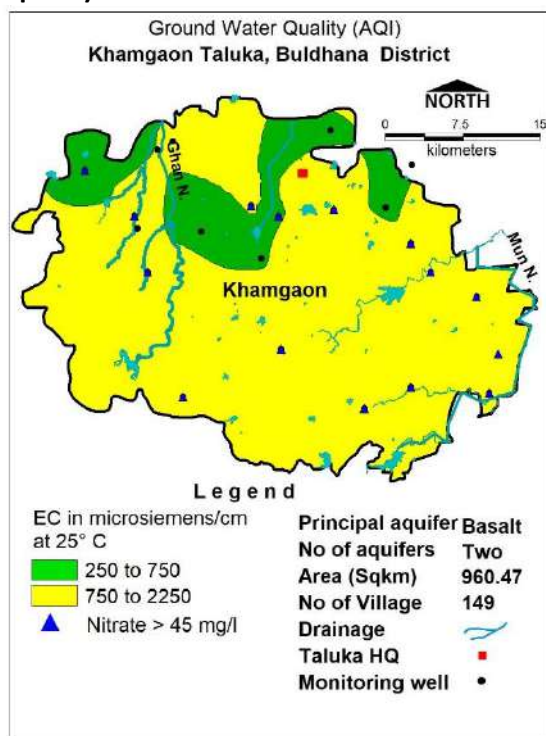 Ground Water Quality (AQI)
Khamgaon Taluka, Buldhana District
NORTH
0 7.5 15
kilometers
Ghan N.
Mun N.
Khamgaon
Legend
EC in microsiemens/cm
at 25° C
250 to 750
750 to 2250
Nitrate > 45 mg/l
Principal aquifer Basalt
No of aquifers Two
Area (Sqkm) 960.47
No of Village 149
Drainage
Taluka HQ
Monitoring well